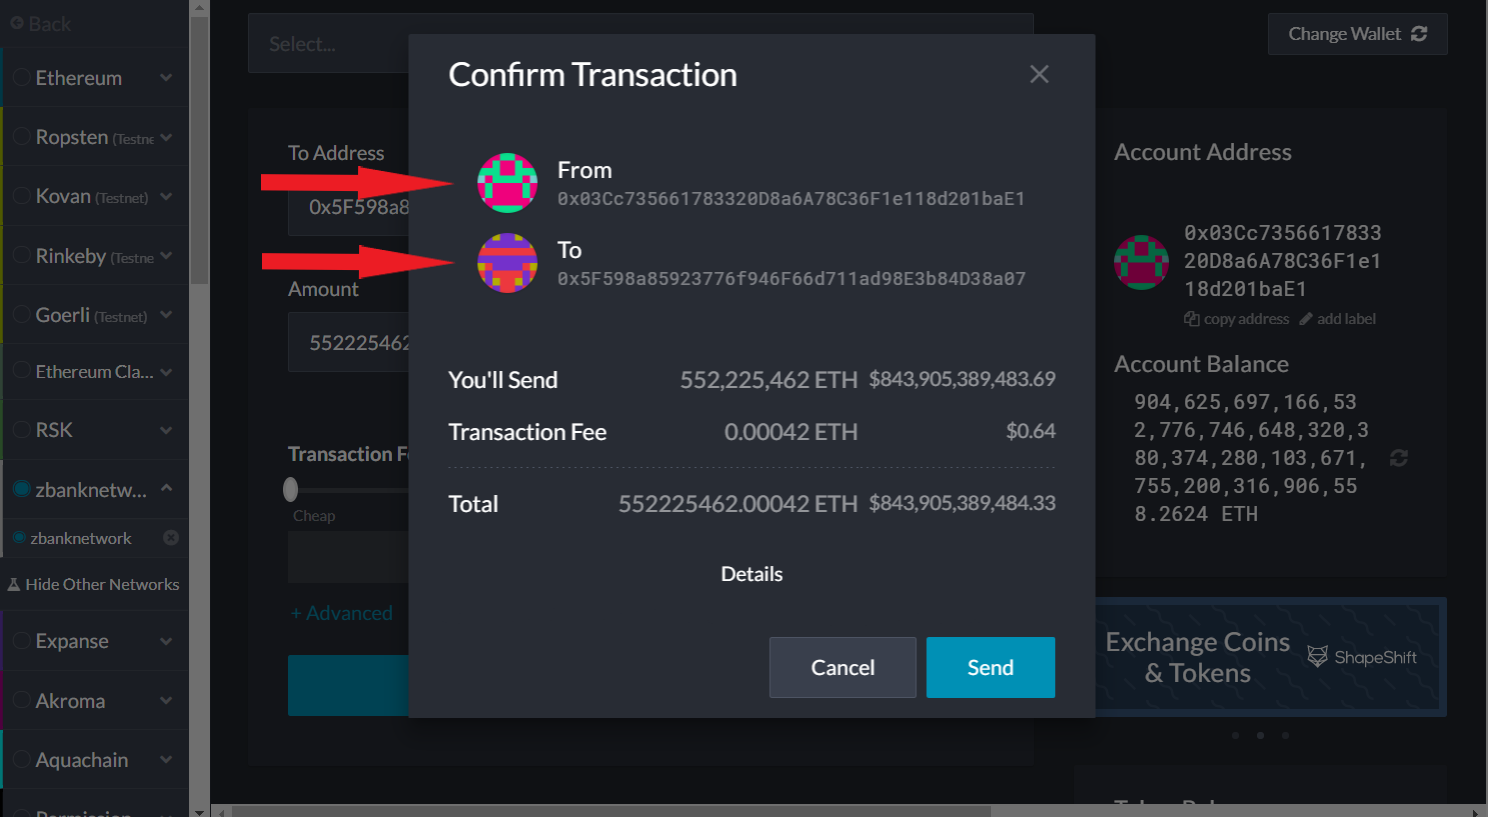 Back
Ethereum
Ropsten (Testne
Kovan (Testnet)
Rinkeby (Testne
Goerli (Testnet)
Ethereum Cla...
RSK
zbanknetw...
zbanknetwork
Hide Other Networks
Expanse
Akroma
Aquachain
Select...
Change Wallet
To Address
0x5F598a8
Amount
552225462
Cheap
+ Advanced
Confirm Transaction
From
0x03Cc735661783320D8a6A78C36F1e118d201baE1
To
0x5F598a85923776f946F66d711ad98E3b84D38a07
You'll Send 552,225,462 ETH $843,905,389,483.69
Transaction Fee 0.00042 ETH $0.64
Total 552225462.00042 ETH $843,905,389,484.33
Details
Cancel Send
Account Address
0x03Cc7356617833
20D8a6A78C36F1e1
18d201baE1
copy address add label
Account Balance
904,625,697,166,53
2,776,746,648,320,3
80,374,280,103,671,
755,200,316,906,55
8.2624 ETH
Exchange Coins
& Tokens
ShapeShift